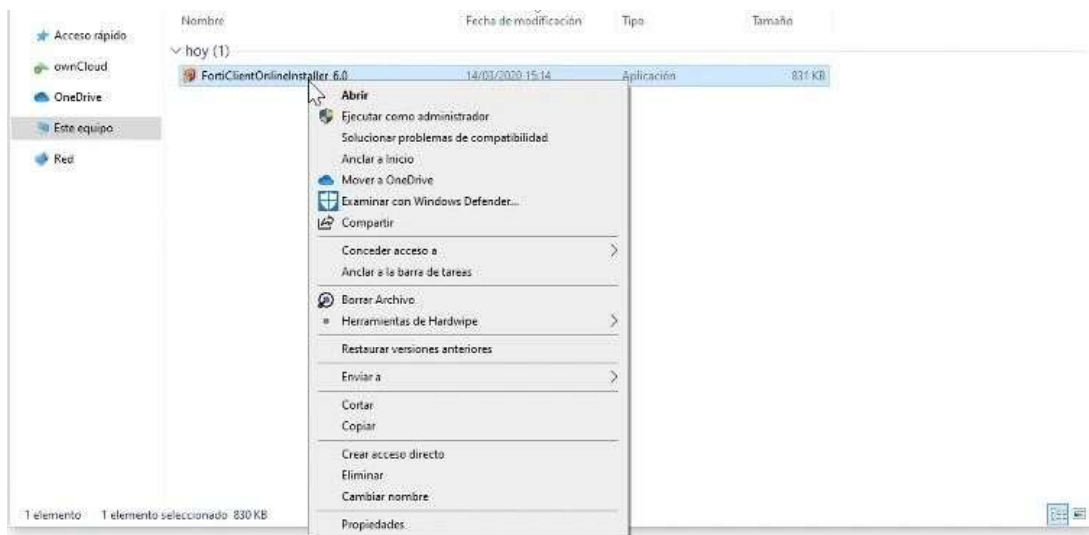 Nombre Fecha de modificación Tipo Tamaño
Acceso rápido
hoy (1)
ownCloud
FortiClientOnlineInstaller 6.0 14/03/2020 15:14 Aplicación 831 KB
OneDrive
Abrir
Ejecutar como administrador
Este equipo
Solucionar problemas de compatibilidad
Red
Anclar a Inicio
Mover a OneDrive
Examinar con Windows Defender...
Compartir
Conceder acceso a
Anclar a la barra de tareas
Borrar Archivo
Herramientas de Hardwipe
Restaurar versiones anteriores
Enviar a
Cortar
Copiar
Crear acceso directo
Eliminar
Cambiar nombre
1 elemento 1 elemento seleccionado 830 KB
Propiedades